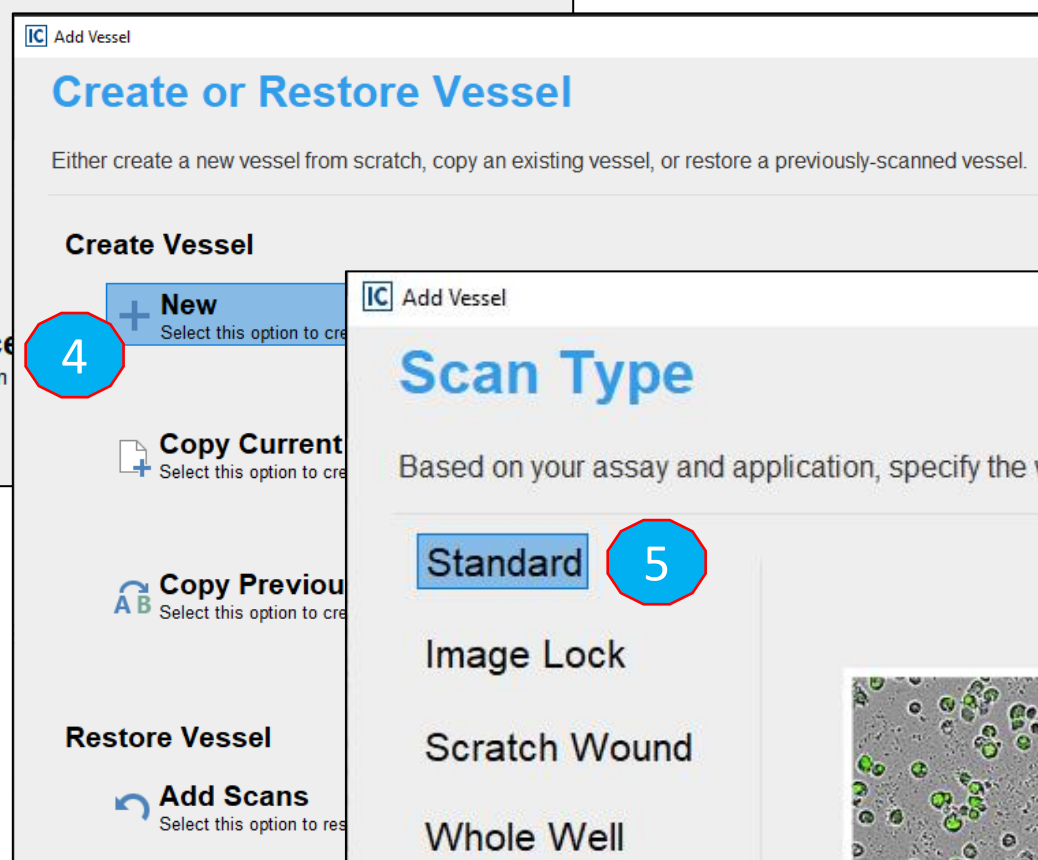 IC Add Vessel
Create or Restore Vessel
Either create a new vessel from scratch, copy an existing vessel, or restore a previously-scanned vessel.
Create Vessel
New
Select this option to cre
4
Copy Current
Select this option to cre
A B Copy Previou
Select this option to cre
Restore Vessel
Add Scans
Select this option to res
IC Add Vessel
Scan Type
Based on your assay and application, specify the
Standard
5
Image Lock
Scratch Wound
Whole Well